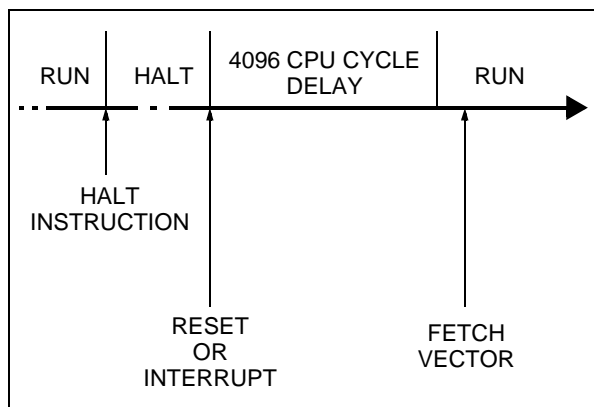 RUN
HALT
4096 CPU CYCLE
DELAY
RUN
HALT
INSTRUCTION
RESET
OR
INTERRUPT
FETCH
VECTOR